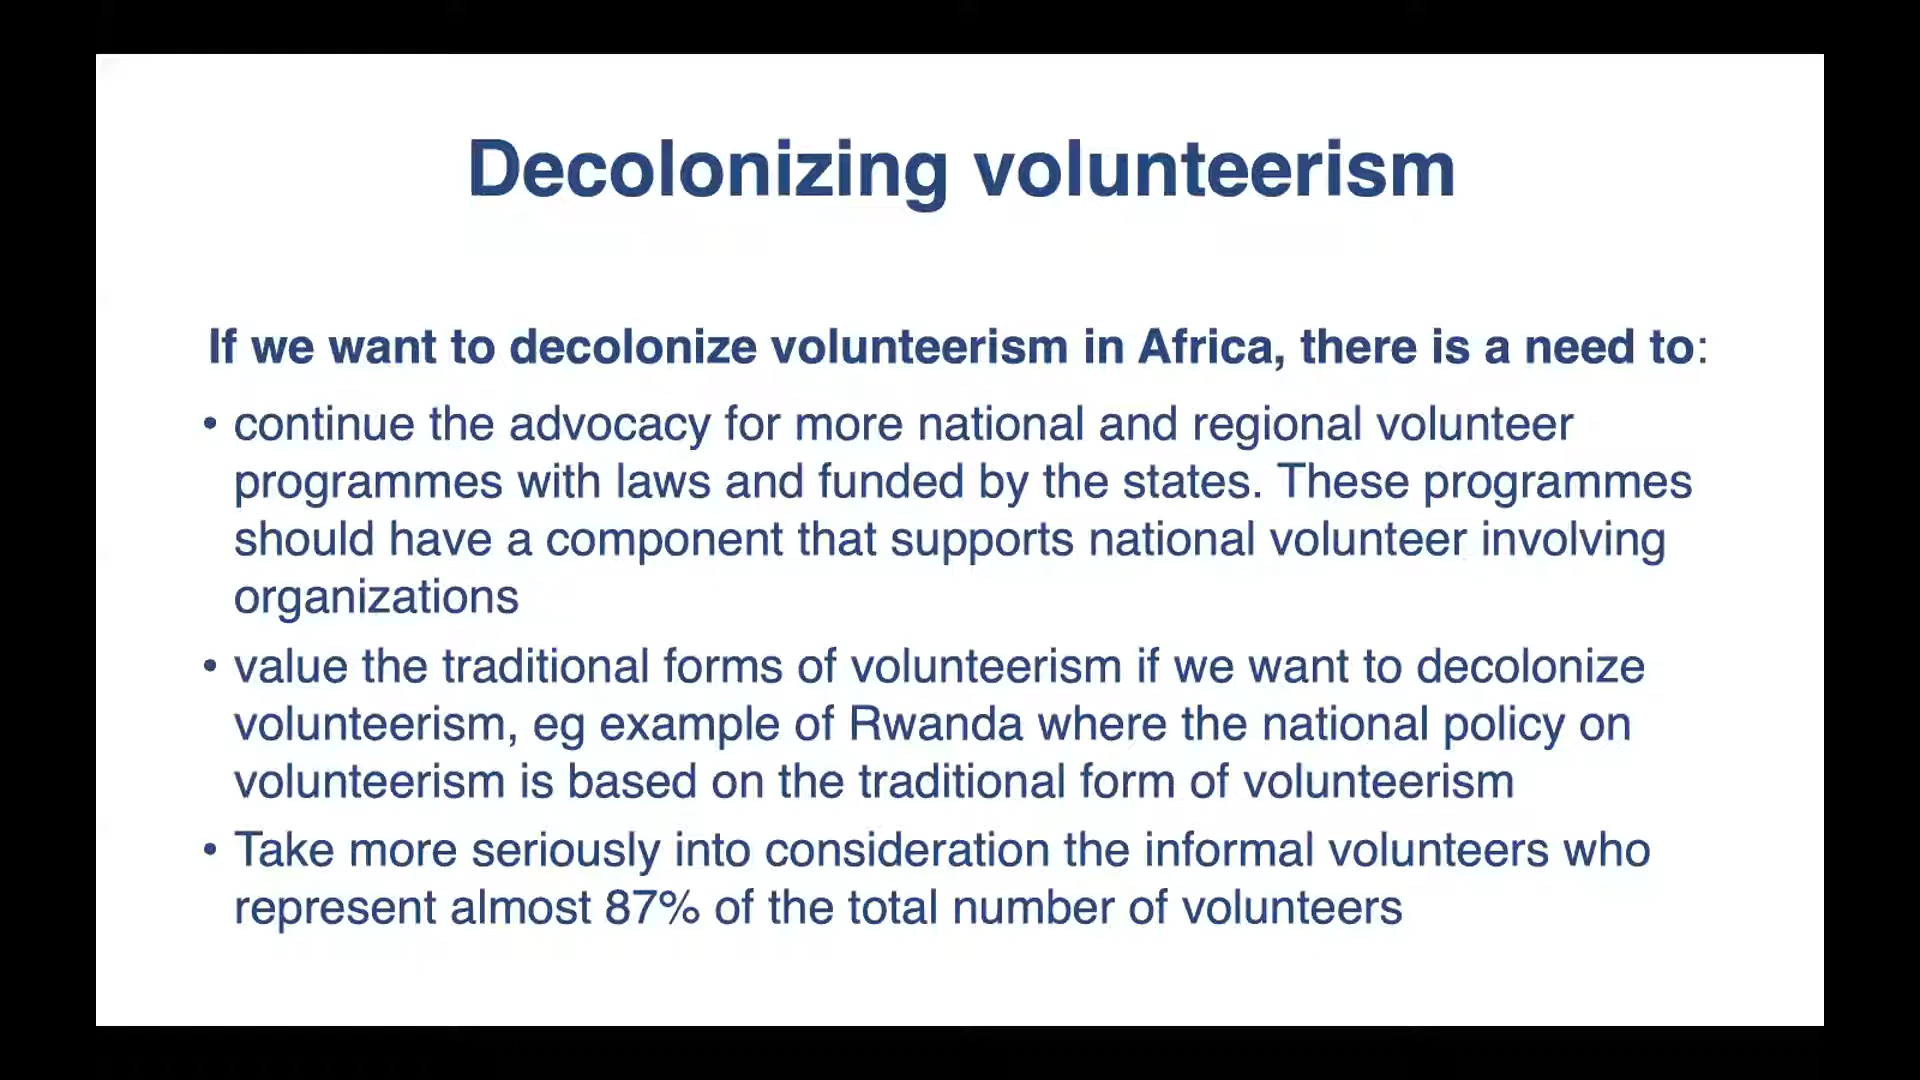 Decolonizing volunteerism
If we want to decolonize volunteerism in Africa, there is a need to:
• continue the advocacy for more national and regional volunteer
programmes with laws and funded by the states. These programmes
should have a component that supports national volunteer involving
organizations
• value the traditional forms of volunteerism if we want to decolonize
volunteerism, eg example of Rwanda where the national policy on
volunteerism is based on the traditional form of volunteerism
• Take more seriously into consideration the informal volunteers who
represent almost 87% of the total number of volunteers